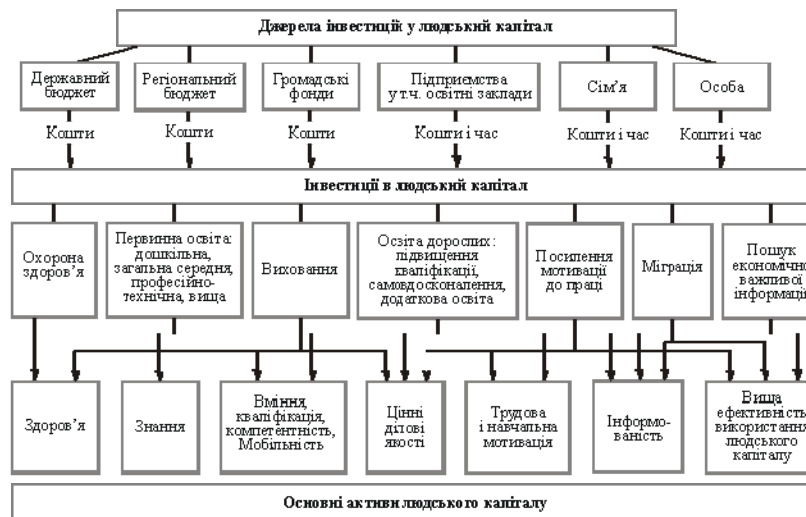 Джерела інвестицій у людський капітал
Державний
бюджет
Регіональний
бюджет
Громадські
фонди
Підприємства
у т.ч. освітні заклади
Сім’я
Особа
Кошти
Кошти
Кошти
Кошти і час
Кошти і час
Кошти і час
Інвестиції в людський капітал
Охорона
здоров’я
Первинна освіта:
дошкільна,
загальна середня,
професійно-
технічна, вища
Виховання
Освіта дорослих:
підвищення
кваліфікації,
самовдосконалення,
додаткова освіта
Посилення
мотивації
до праці
Міграція
Пошук
економічно
важливої
інформаці
Здоров’я
Знання
Вміння,
кваліфікація,
компетентність,
Мобільність
Цінні
ділові
якості
Трудова
і навчальна
мотивація
Інформо-
ваність
Вища
ефективність
використання
людського
капіталу
Основні активи людського капіталу